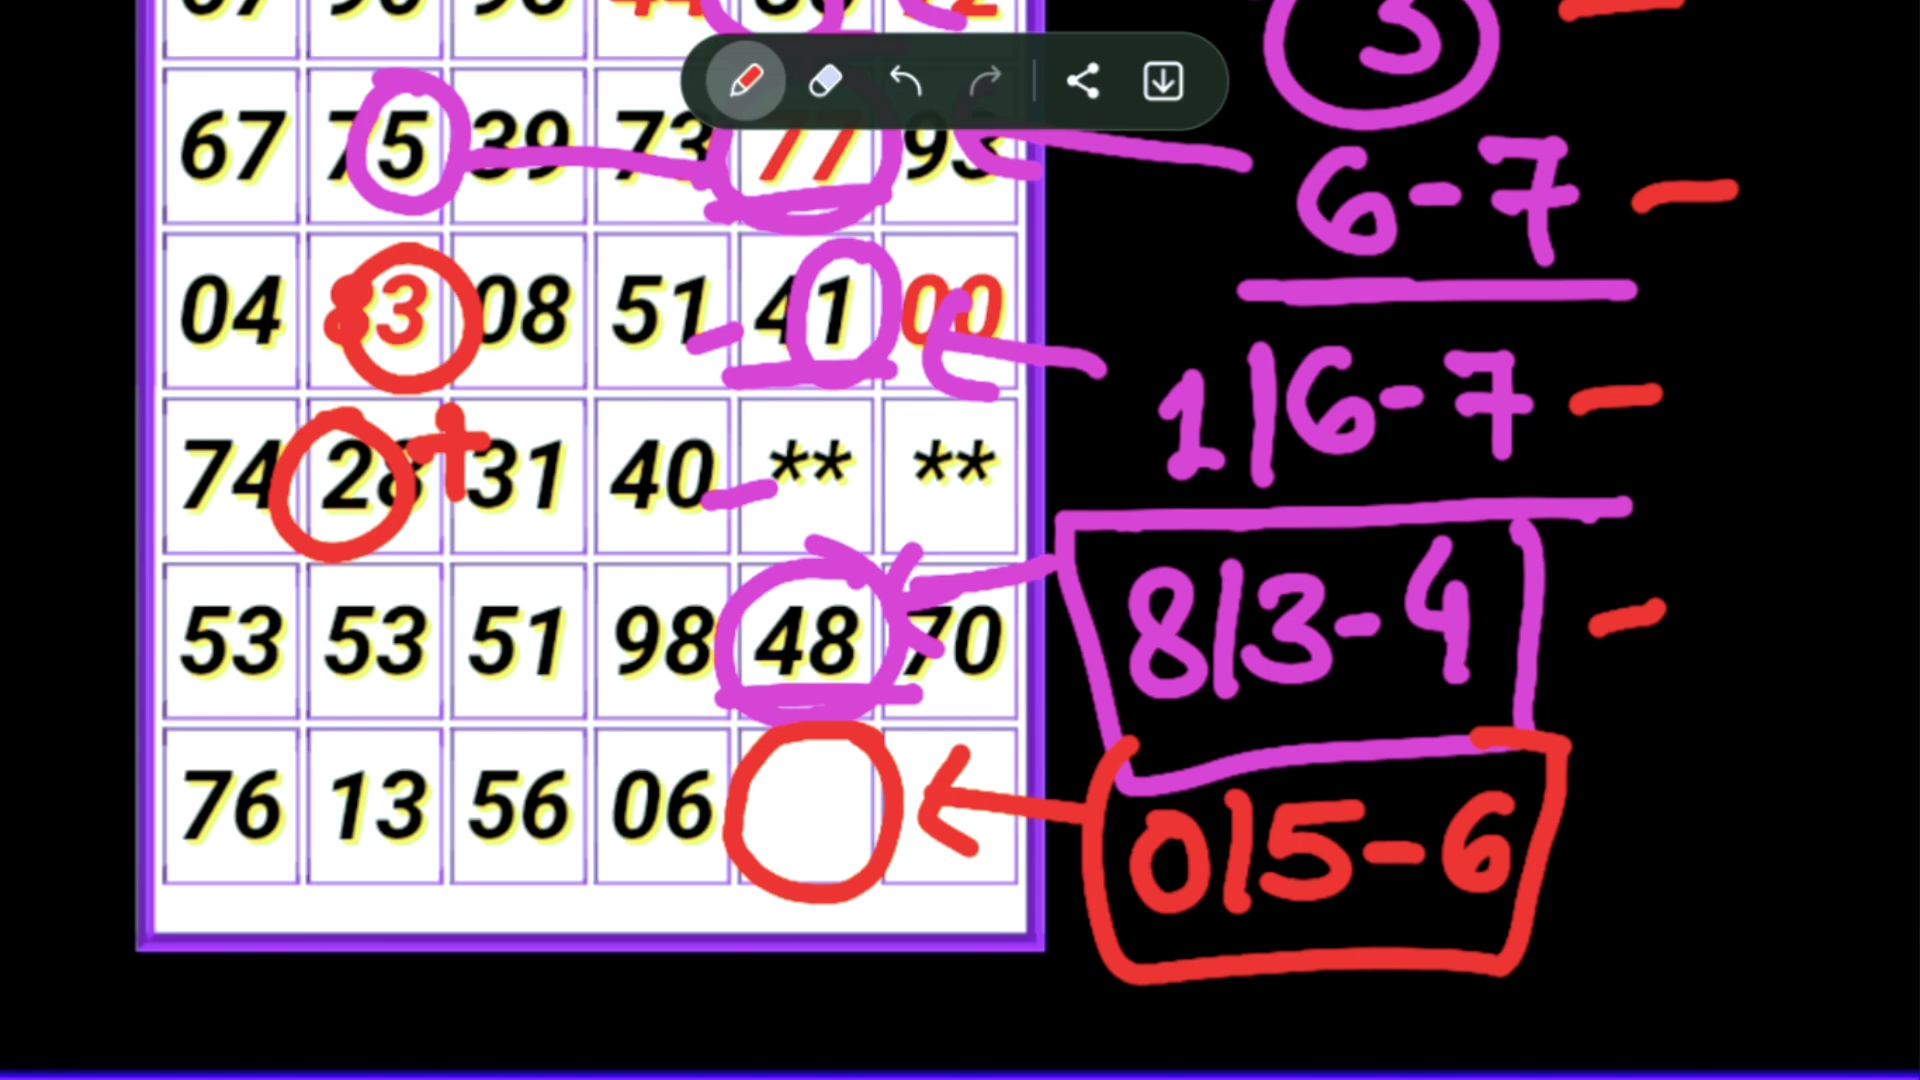 3
67 75 39 73 77 93
6-7
04 83 08 51 41 00
1|6-7
74 28 31 40 ** **
+
8|3-4
53 53 51 98 48 70
76 13 56 06
0|5-6